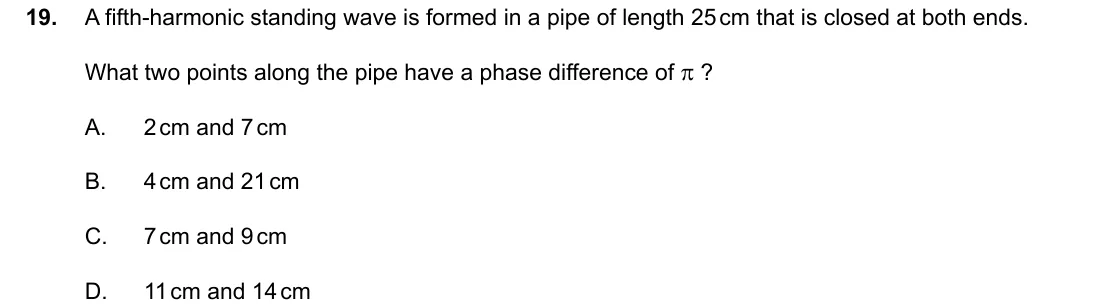 19. A fifth-harmonic standing wave is formed in a pipe of length 25 cm that is closed at both ends.
What two points along the pipe have a phase difference of π ?
A. 2 cm and 7 cm
B. 4 cm and 21 cm
C. 7 cm and 9 cm
D. 11 cm and 14 cm